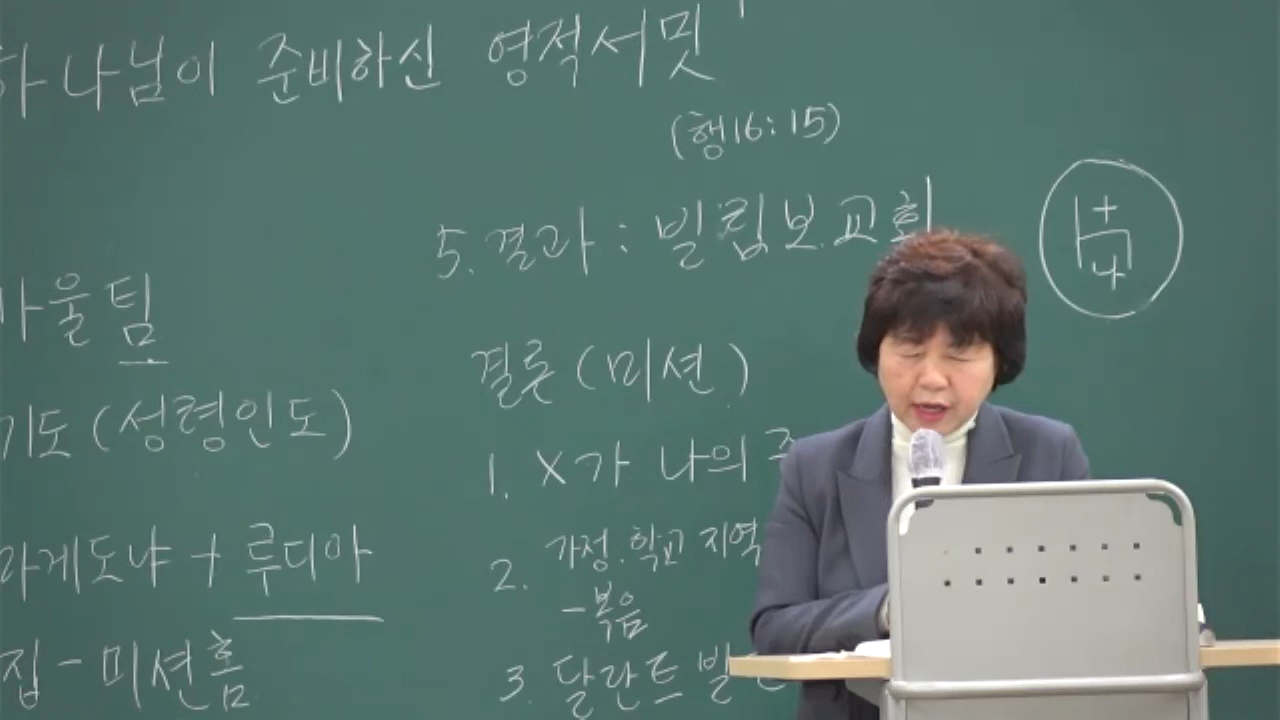 하나님이 준비하신 영적서밋
(행16:15)
5. 결과 : 빌립보교회
울팀
기도(성령인도)
게도냐 + 루디아
집-미션홈
결론(미션)
1. X가 나의
2. 가정.학교 지역
-복음
3. 달란트